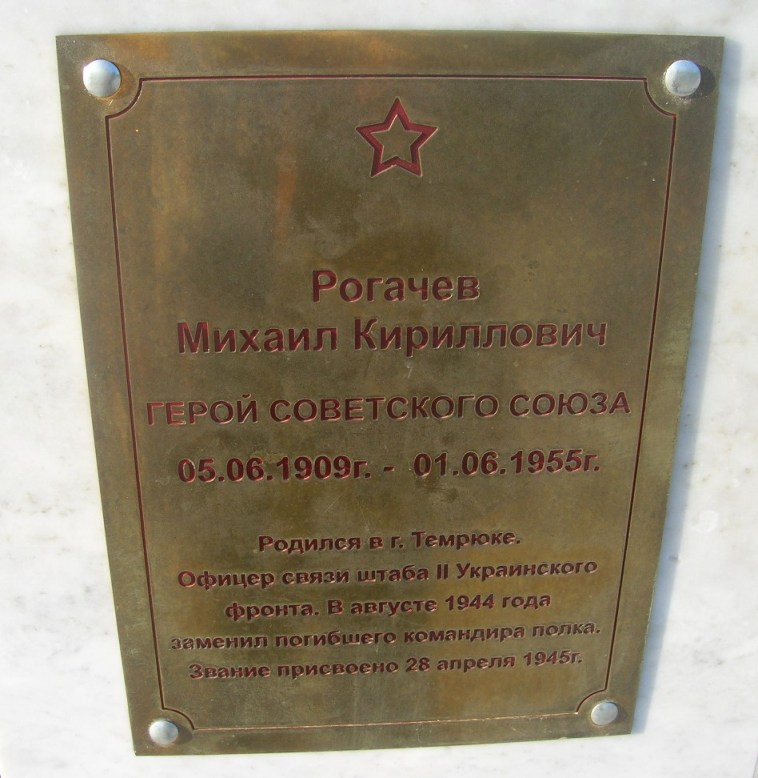 Рогачев
Михаил Кириллович
ГЕРОЙ СОВЕТСКОГО СОЮЗА
05.06.1909г. - 01.06.1955г.
Родился в г. Темрюке.
Офицер связи штаба II Украинского
фронта. В августе 1944 года
заменил погибшего командира полка.
Звание присвоено 28 апреля 1945г.